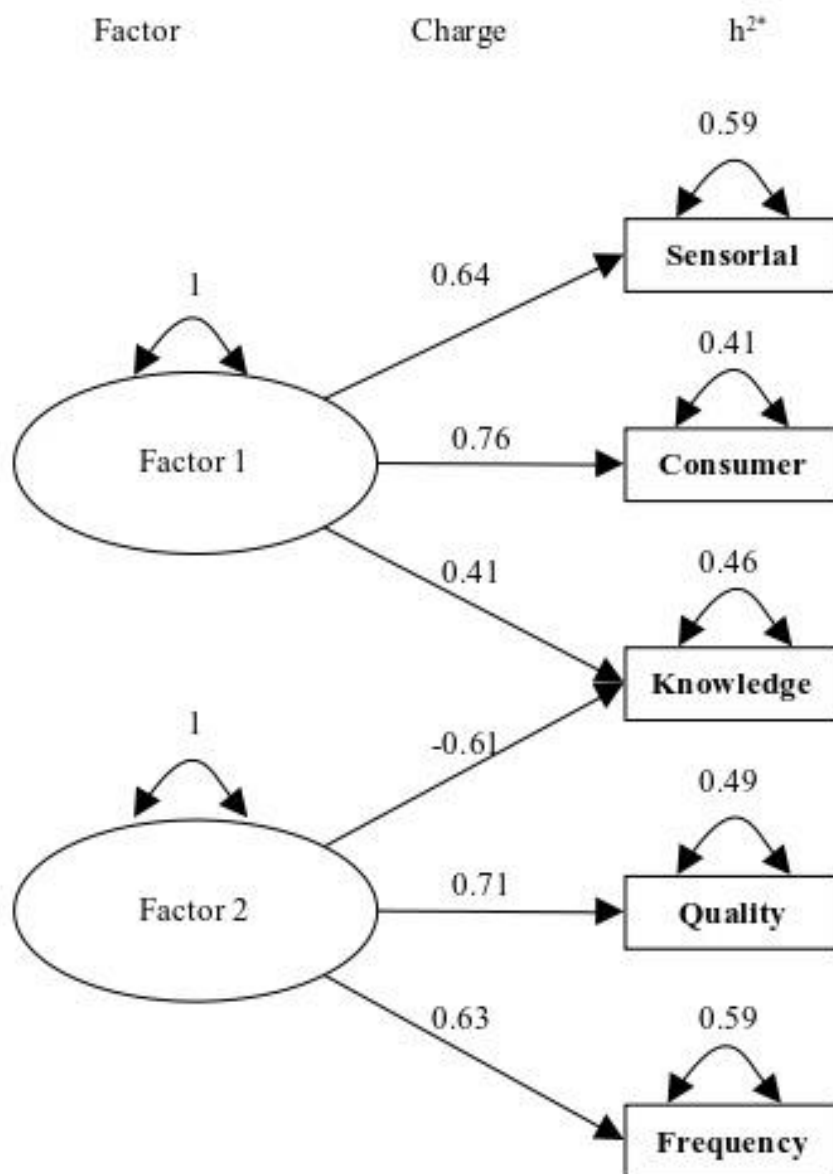 Factor Charge h²*
0.59
Sensorial
0.64
1
0.41
Factor 1
0.76
Consumer
0.41
0.46
Knowledge
1
-0.61
0.49
Factor 2
0.71
Quality
0.63
0.59
Frequency